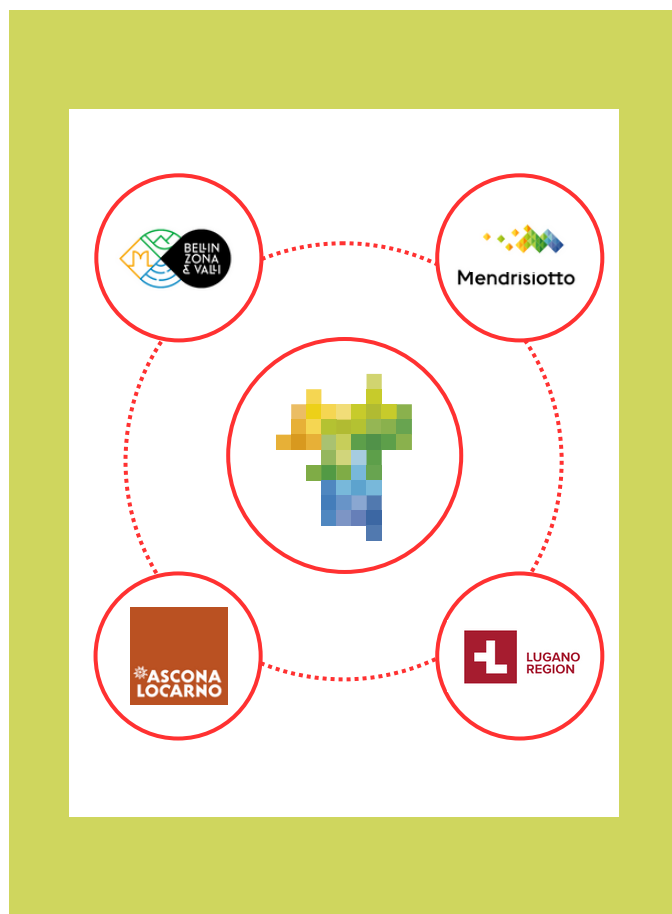 BELLIN
ZONA
& VALLI
Mendrisiotto
ASCONA
LOCARNO
LUGANO
REGION